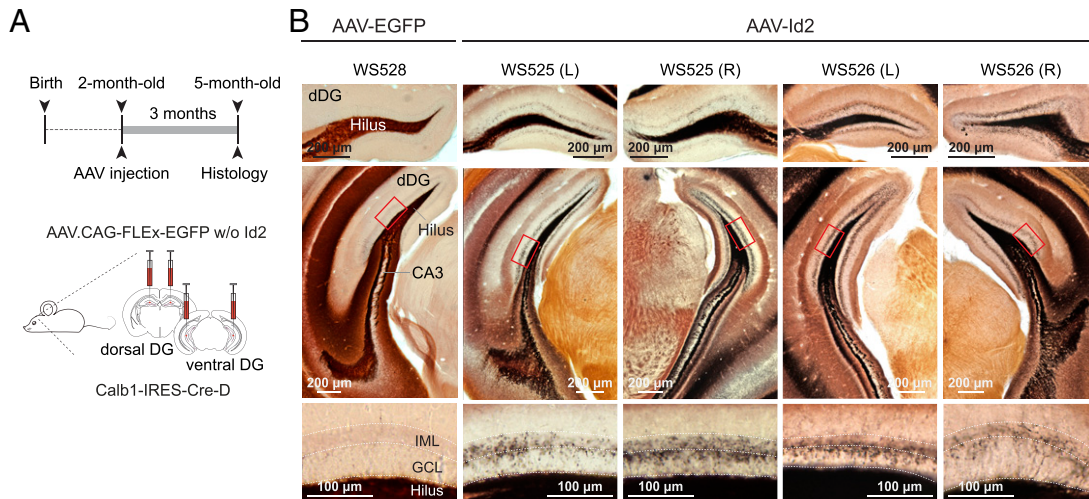 A
Birth
2-month-old
5-month-old
3 months
AAV injection
Histology
AAV.CAG-FLEx-EGFP w/o Id2
dorsal DG
ventral DG
Calb1-IRES-Cre-D
B
AAV-EGFP
AAV-Id2
WS528
WS525 (L)
WS525 (R)
WS526 (L)
WS526 (R)
dDG
Hilus
200 µm
200 µm
200 µm
200 µm
200 µm
dDG
Hilus
CA3
200 µm
200 µm
200 µm
200 µm
200 µm
IML
GCL
Hilus
100 µm
100 µm
100 µm
100 µm
100 µm